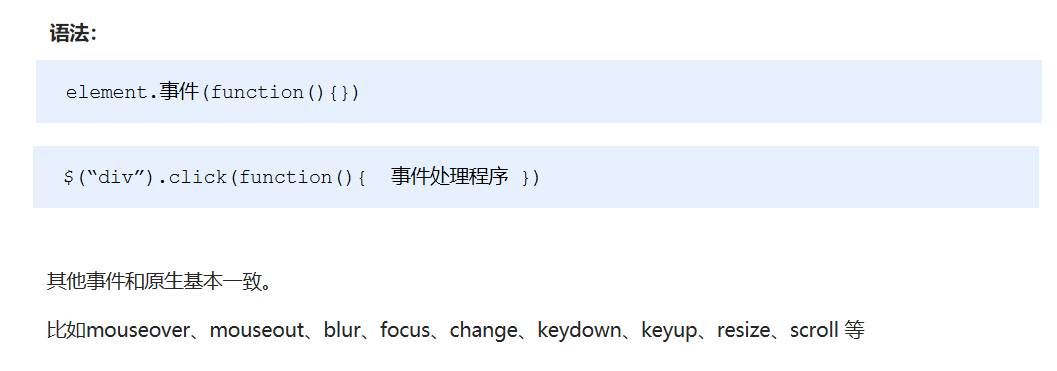 语法：
element.事件(function(){})
$(“div”).click(function(){  事件处理程序 })
其他事件和原生基本一致。
比如mouseover、mouseout、blur、focus、change、keydown、keyup、resize、scroll 等